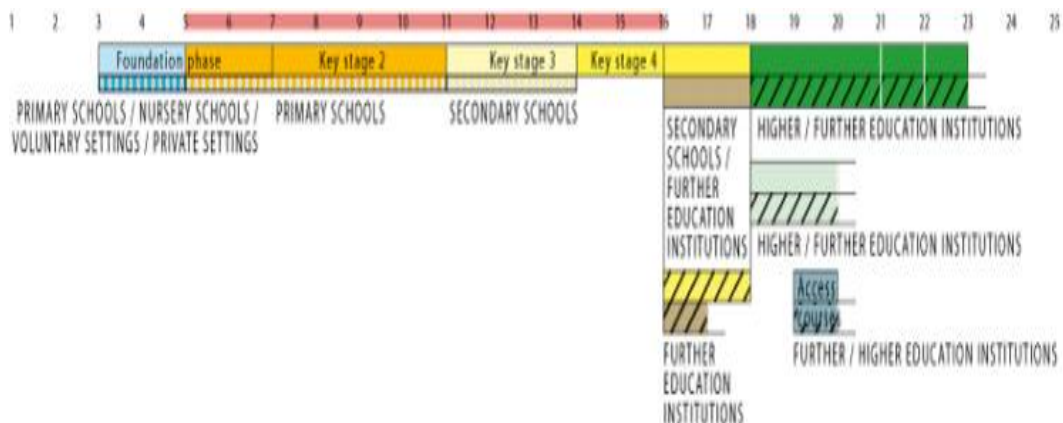 1 2 3 4 5 6 7 8 9 10 11 12 13 14 15 16 17 18 19 20 21 22 23 24 25
Foundation phase Key stage 2 Key stage 3 Key stage 4
PRIMARY SCHOOLS / NURSERY SCHOOLS /
VOLUNTARY SETTINGS / PRIVATE SETTINGS
PRIMARY SCHOOLS
SECONDARY SCHOOLS
SECONDARY
SCHOOLS /
FURTHER
EDUCATION
INSTITUTIONS
HIGHER / FURTHER EDUCATION INSTITUTIONS
HIGHER / FURTHER EDUCATION INSTITUTIONS
Access
course
FURTHER
EDUCATION
INSTITUTIONS
FURTHER / HIGHER EDUCATION INSTITUTIONS